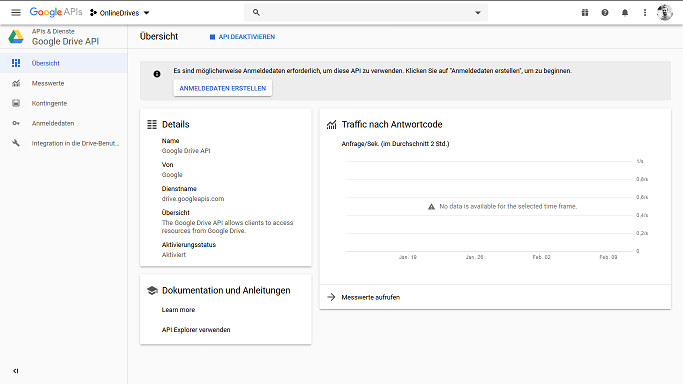 Google APIs
OnlineDrives
APIs & Dienste
Google Drive API
Übersicht
API DEAKTIVIEREN
Übersicht
Messwerte
Kontingente
Anmeldedaten
Integration in die Drive-Benut...
Es sind möglicherweise Anmeldedaten erforderlich, um diese API zu verwenden. Klicken Sie auf "Anmeldedaten erstellen", um zu beginnen.
ANMELDEDATEN ERSTELLEN
Details
Name
Google Drive API
Von
Google
Dienstname
drive.googleapis.com
Übersicht
The Google Drive API allows clients to access
resources from Google Drive.
Aktivierungsstatus
Aktiviert
Dokumentation und Anleitungen
Learn more
API Explorer verwenden
Traffic nach Antwortcode
Anfrage/Sek. (im Durchschnitt 2 Std.)
1/s
0,8/s
0,6/s
No data is available for the selected time frame.
0,4/s
0,2/s
0
Jan. 19
Jan. 26
Feb. 02
Feb. 09
Messwerte aufrufen